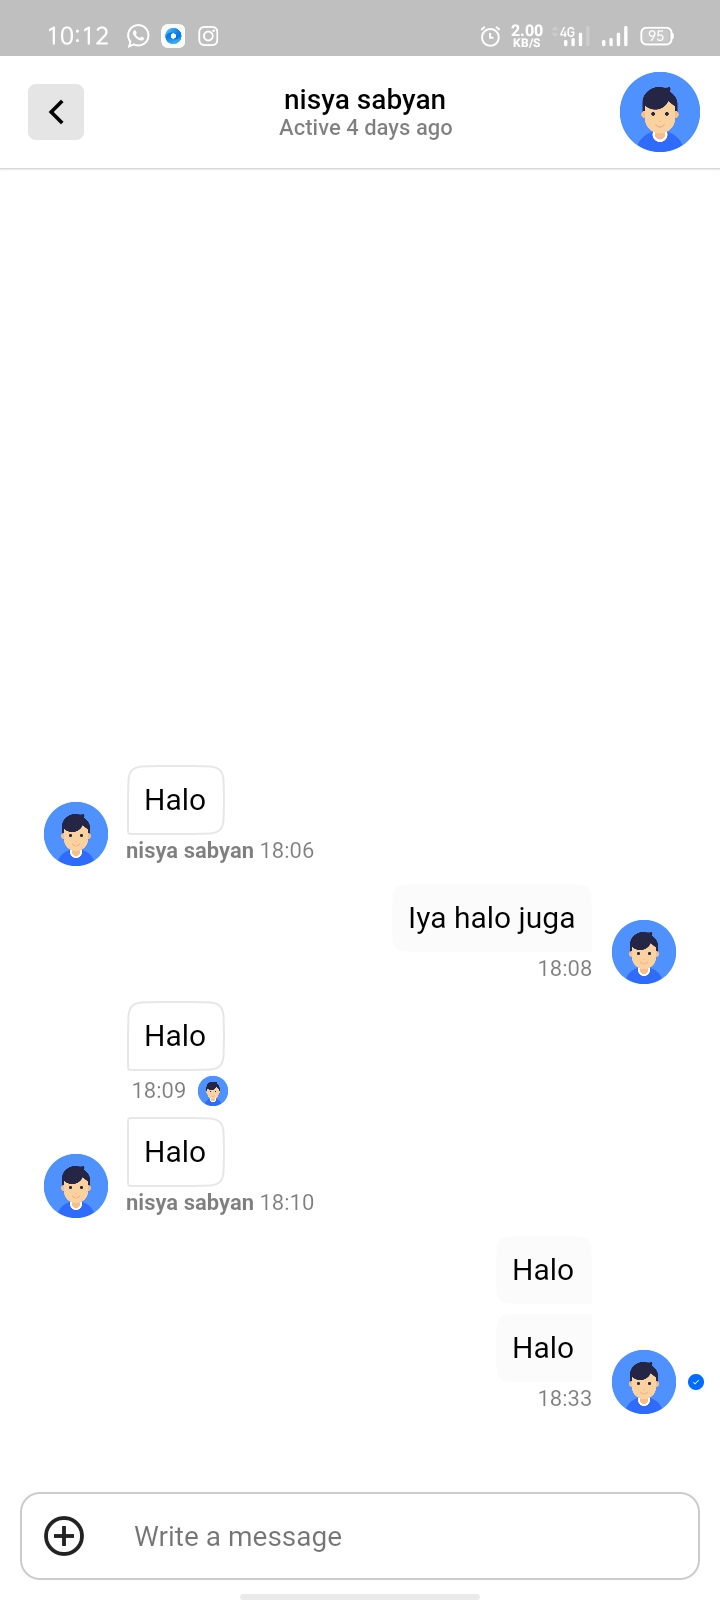 10:12 2.00 KB/S 4G 95
nisya sabyan
Active 4 days ago
Halo
nisya sabyan 18:06
Iya halo juga
18:08
Halo
18:09
Halo
nisya sabyan 18:10
Halo
Halo
18:33
Write a message